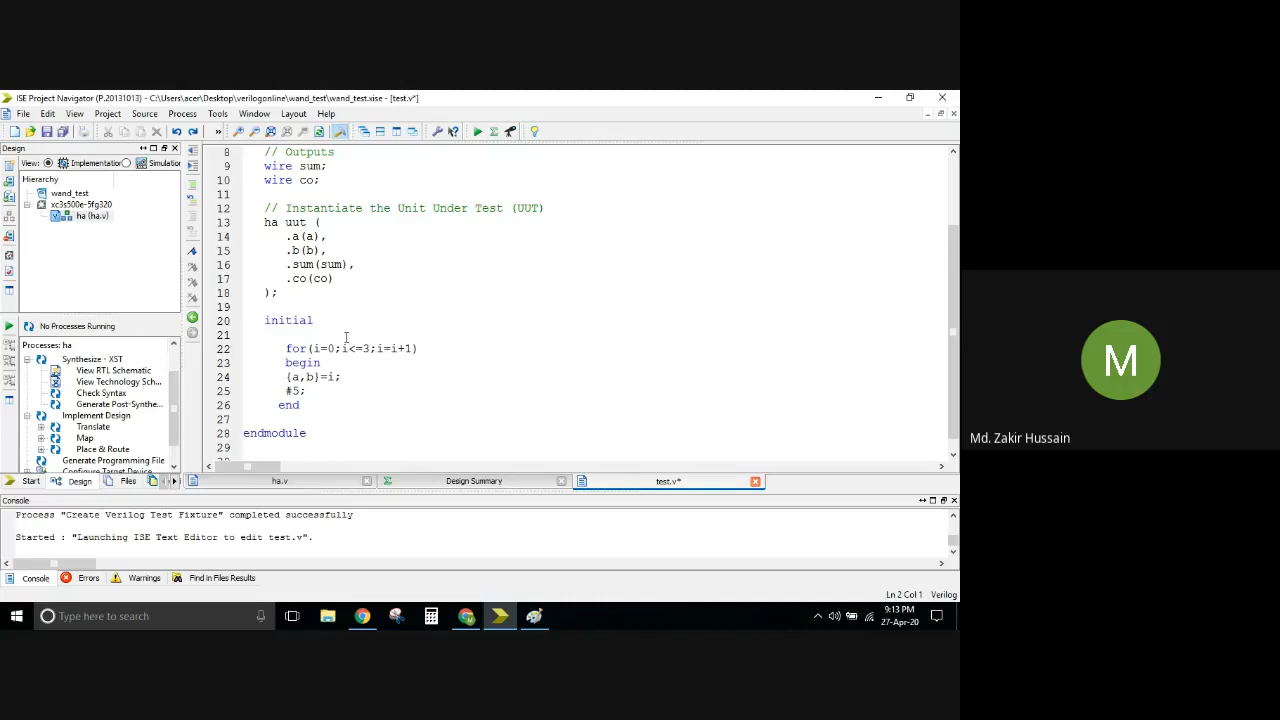 ISE Project Navigator (P.20131013) - C:\Users\acer\Desktop\verilogonline\wand_test\wand_test.xise - [test.v*]
File Edit View Project Source Process Tools Window Layout Help
Design
View: Implementation Simulation
Hierarchy
wand_test
xc3s500e-5fg320
ha (ha.v)
No Processes Running
Processes: ha
Synthesize - XST
View RTL Schematic
View Technology Sch...
Check Syntax
Generate Post-Synthe...
Implement Design
Translate
Map
Place & Route
Generate Programming File
Configure Target Device
Start Design Files
8 // Outputs
9 wire sum;
10 wire co;
11
12 // Instantiate the Unit Under Test (UUT)
13 ha uut (
14 .a(a),
15 .b(b),
16 .sum(sum),
17 .co(co)
18 );
19
20 initial
21
22 for(i=0;i<=3;i=i+1)
23 begin
24 {a,b}=i;
25 #5;
26 end
27
28 endmodule
29
ha.v Design Summary test.v*
Console
Process "Create Verilog Test Fixture" completed successfully
Started : "Launching ISE Text Editor to edit test.v".
Console Errors Warnings Find in Files Results
Ln 2 Col 1 Verilog
Type here to search
9:13 PM
27-Apr-20
M
Md. Zakir Hussain